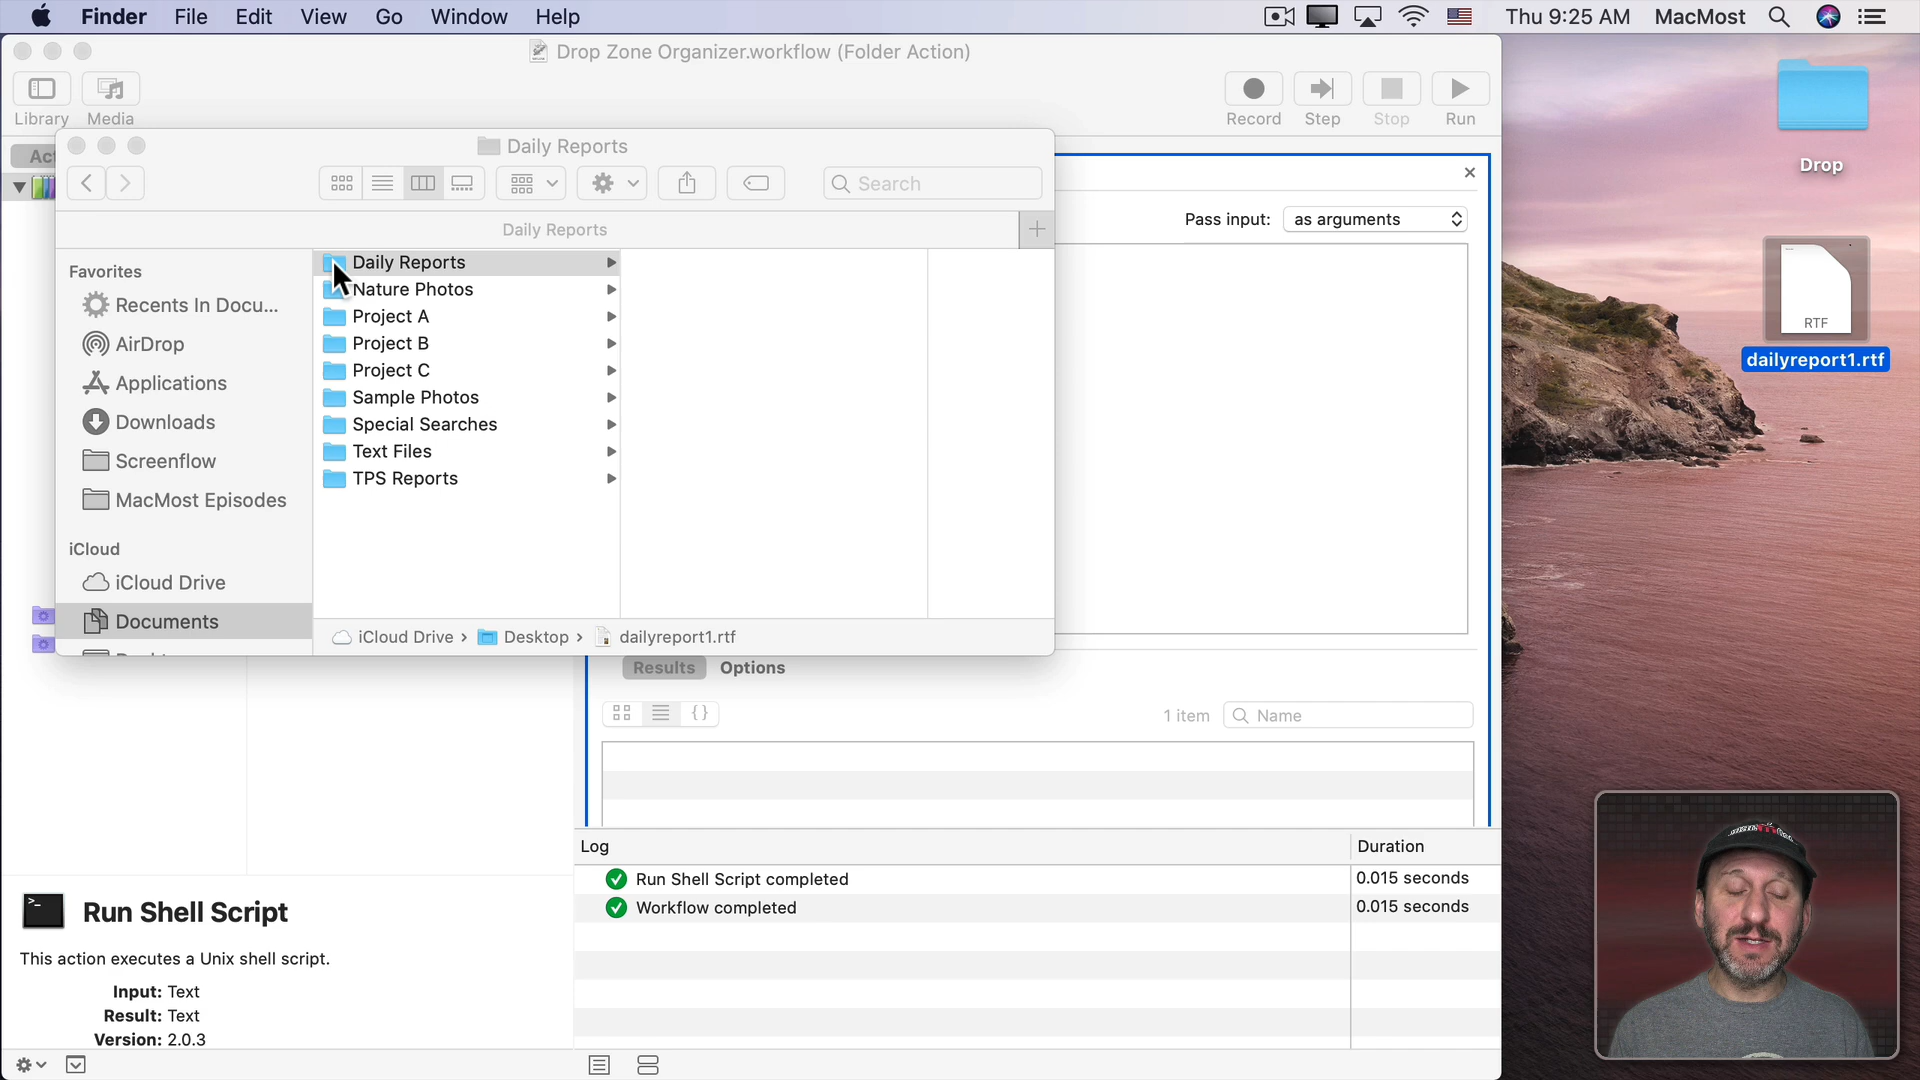 Finder File Edit View Go Window Help Thu 9:25 AM MacMost
Drop Zone Organizer.workflow (Folder Action)
Library Media Record Step Stop Run
Daily Reports
Search
Daily Reports
Pass input: as arguments
Favorites
Recents In Docu...
AirDrop
Applications
Downloads
Screenflow
MacMost Episodes
iCloud
iCloud Drive
Documents
Daily Reports
Nature Photos
Project A
Project B
Project C
Sample Photos
Special Searches
Text Files
TPS Reports
iCloud Drive › Desktop › dailyreport1.rtf
Results Options
1 item Name
Log Duration
Run Shell Script completed 0.015 seconds
Workflow completed 0.015 seconds
Run Shell Script
This action executes a Unix shell script.
Input: Text
Result: Text
Version: 2.0.3
Drop
RTF
dailyreport1.rtf